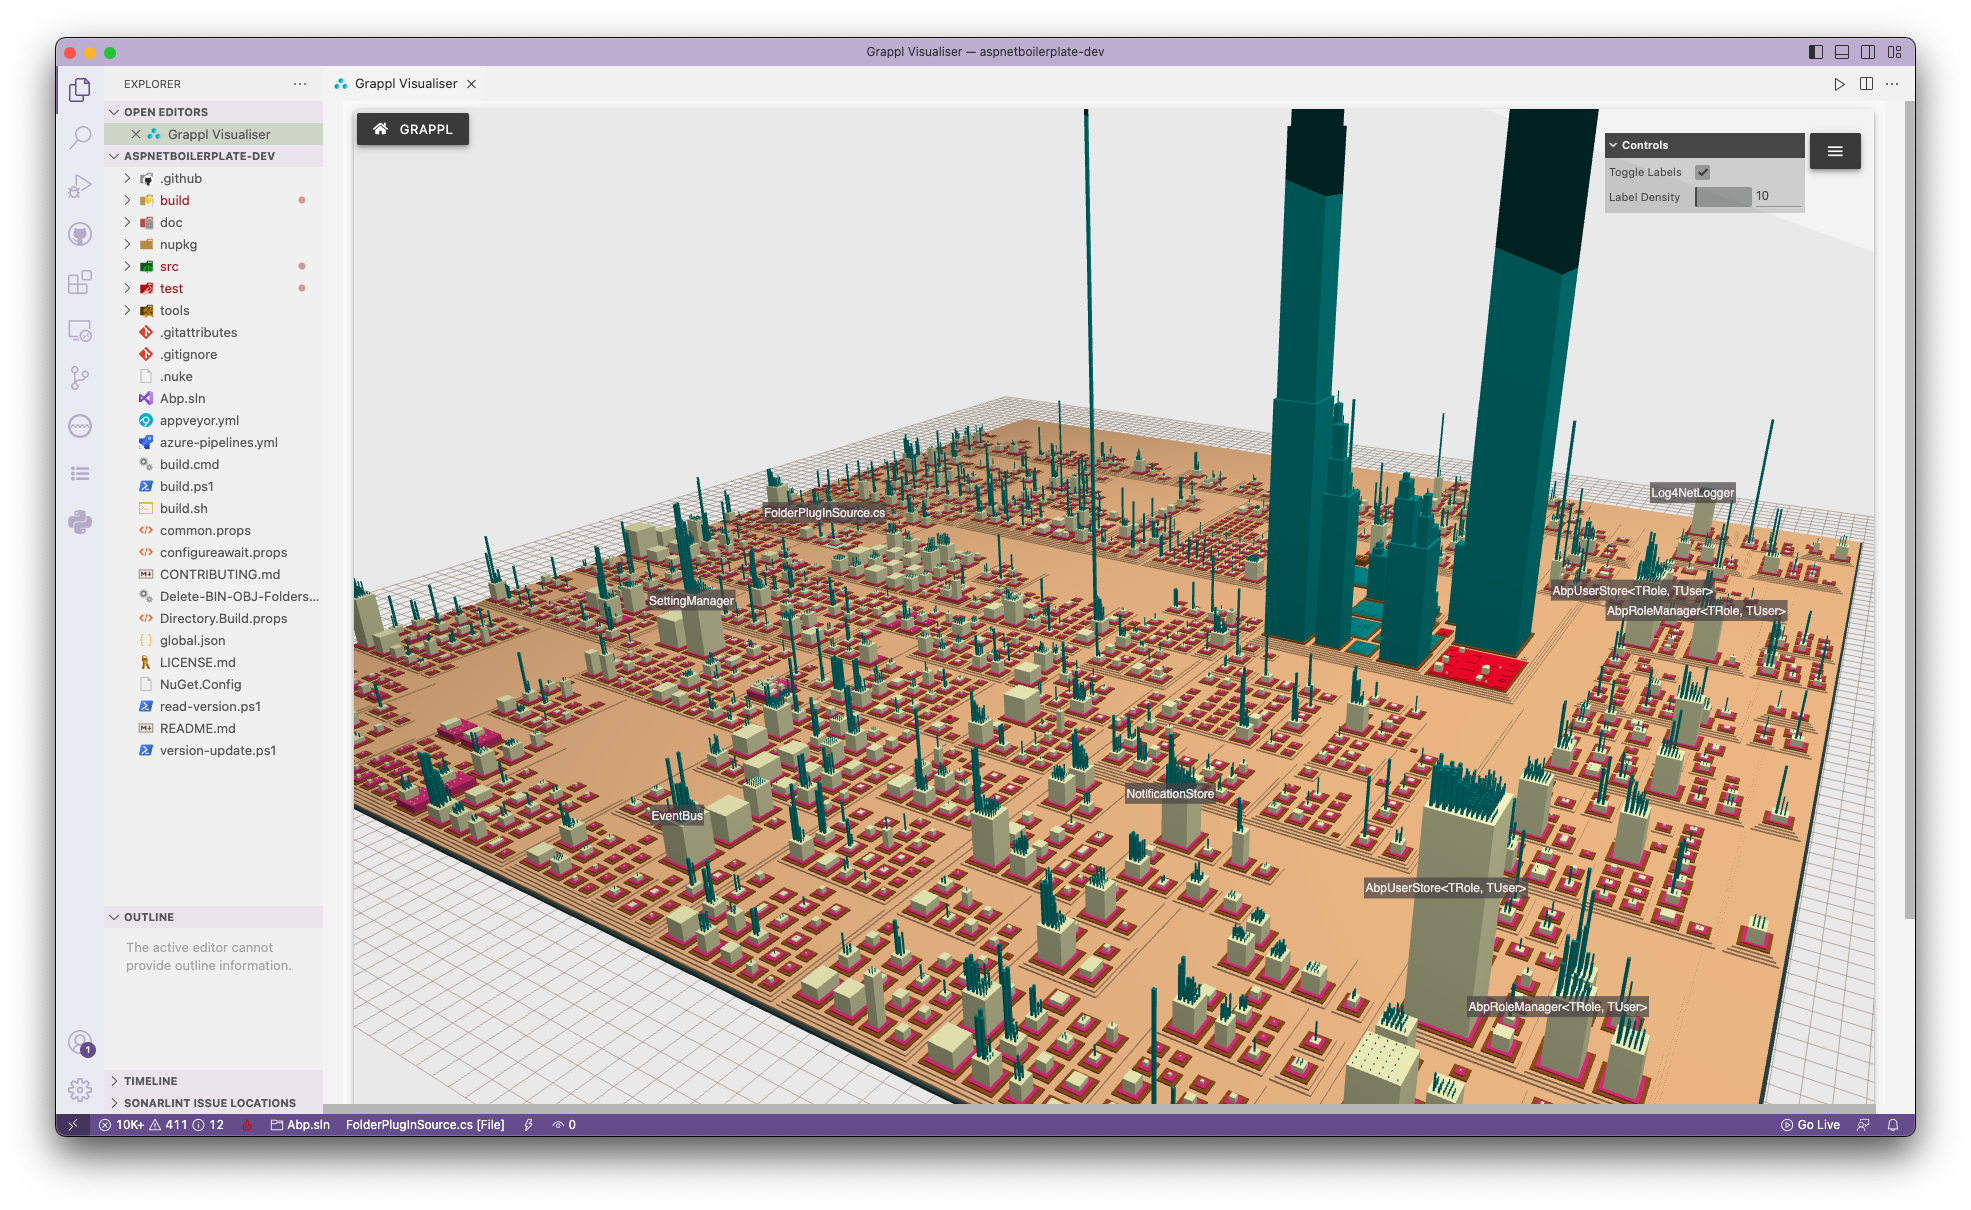 Grappl Visualiser — aspnetboilerplate-dev
EXPLORER
Grappl Visualiser
OPEN EDITORS
Grappl Visualiser
ASPNETBOILERPLATE-DEV
.github
build
doc
nupkg
src
test
tools
.gitattributes
.gitignore
.nuke
Abp.sln
appveyor.yml
azure-pipelines.yml
build.cmd
build.ps1
build.sh
common.props
configureawait.props
CONTRIBUTING.md
Delete-BIN-OBJ-Folders...
Directory.Build.props
global.json
LICENSE.md
NuGet.Config
read-version.ps1
README.md
version-update.ps1
OUTLINE
The active editor cannot
provide outline information.
1
TIMELINE
SONARLINT ISSUE LOCATIONS
GRAPPL
Controls
Toggle Labels
Label Density
10
Log4NetLogger
FolderPlugInSource.cs
AbpUserStore<TRole, TUser>
SettingManager
AbpRoleManager<TRole, TUser>
NotificationStore
EventBus
AbpUserStore<TRole, TUser>
AbpRoleManager<TRole, TUser>
10K+ 411 12 Abp.sln FolderPlugInSource.cs [File] 0 Go Live